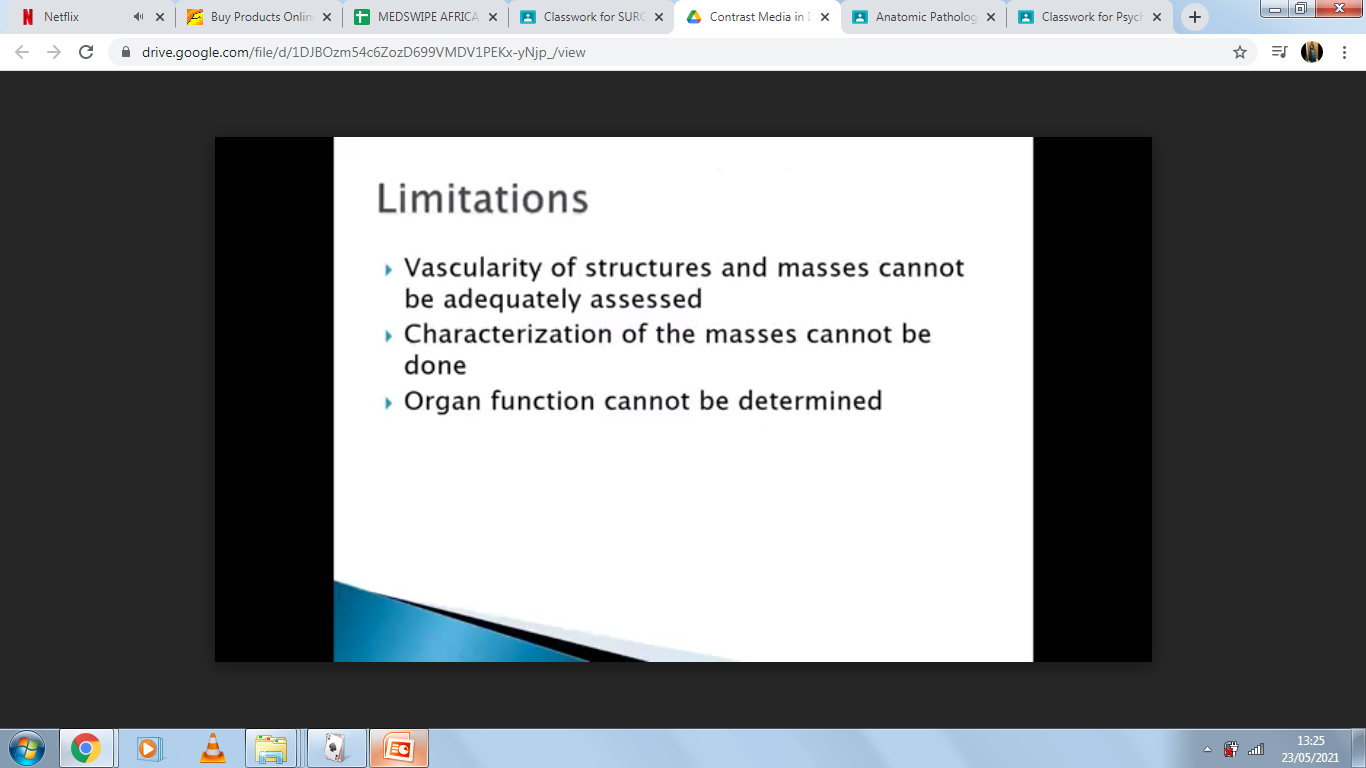 Netflix
Buy Products Onlin
MEDSWIPE AFRICA
Classwork for SURG
Contrast Media in I
Anatomic Patholog
Classwork for Psych
drive.google.com/file/d/1DJBOzm54c6ZozD699VMDV1PEKx-yNjp_/view
Limitations
Vascularity of structures and masses cannot
be adequately assessed
Characterization of the masses cannot be
done
Organ function cannot be determined
13:25
23/05/2021